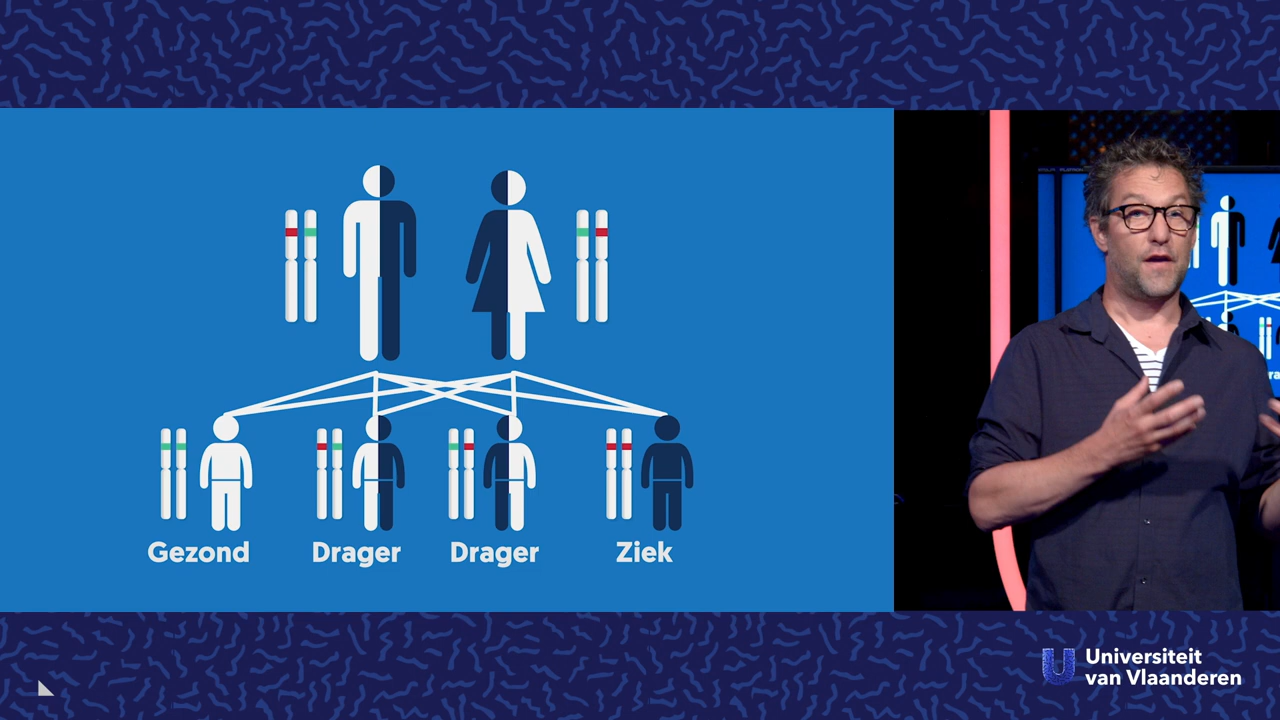 Gezond
Drager
Drager
Ziek
Universiteit
van Vlaanderen